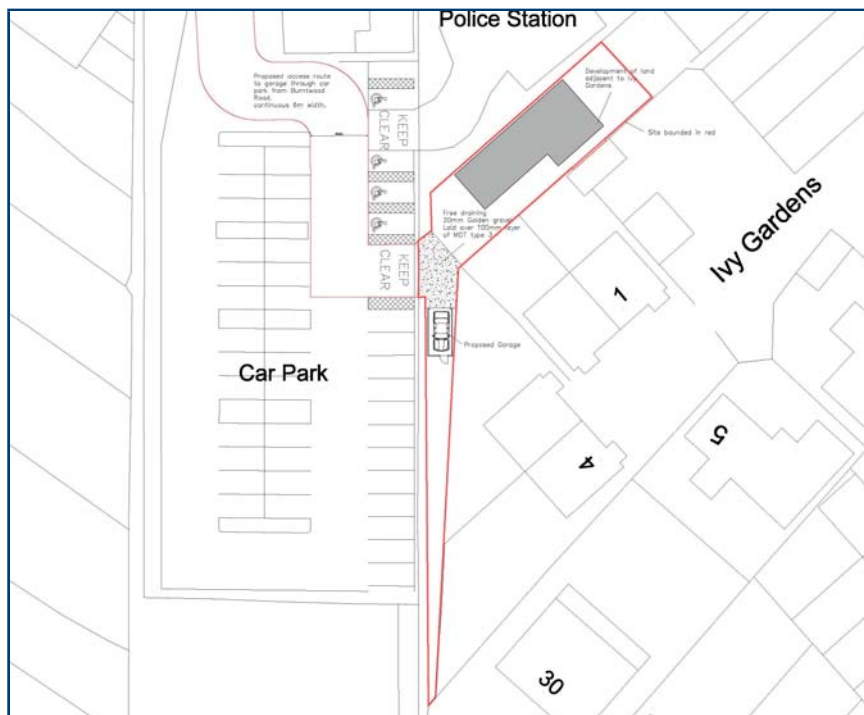 Police Station
Proposed access route
to garage through car
park from Burntwood
Road.
continuous 6m width.
Development of land
adjacent to Ivy
Gardens
Site bounded in red
KEEP
CLEAR
Free draining
20mm Golden gravel
Laid over 100mm layer
of MOT type 3
KEEP
CLEAR
Ivy Gardens
1
Proposed Garage
Car Park
5
4
30